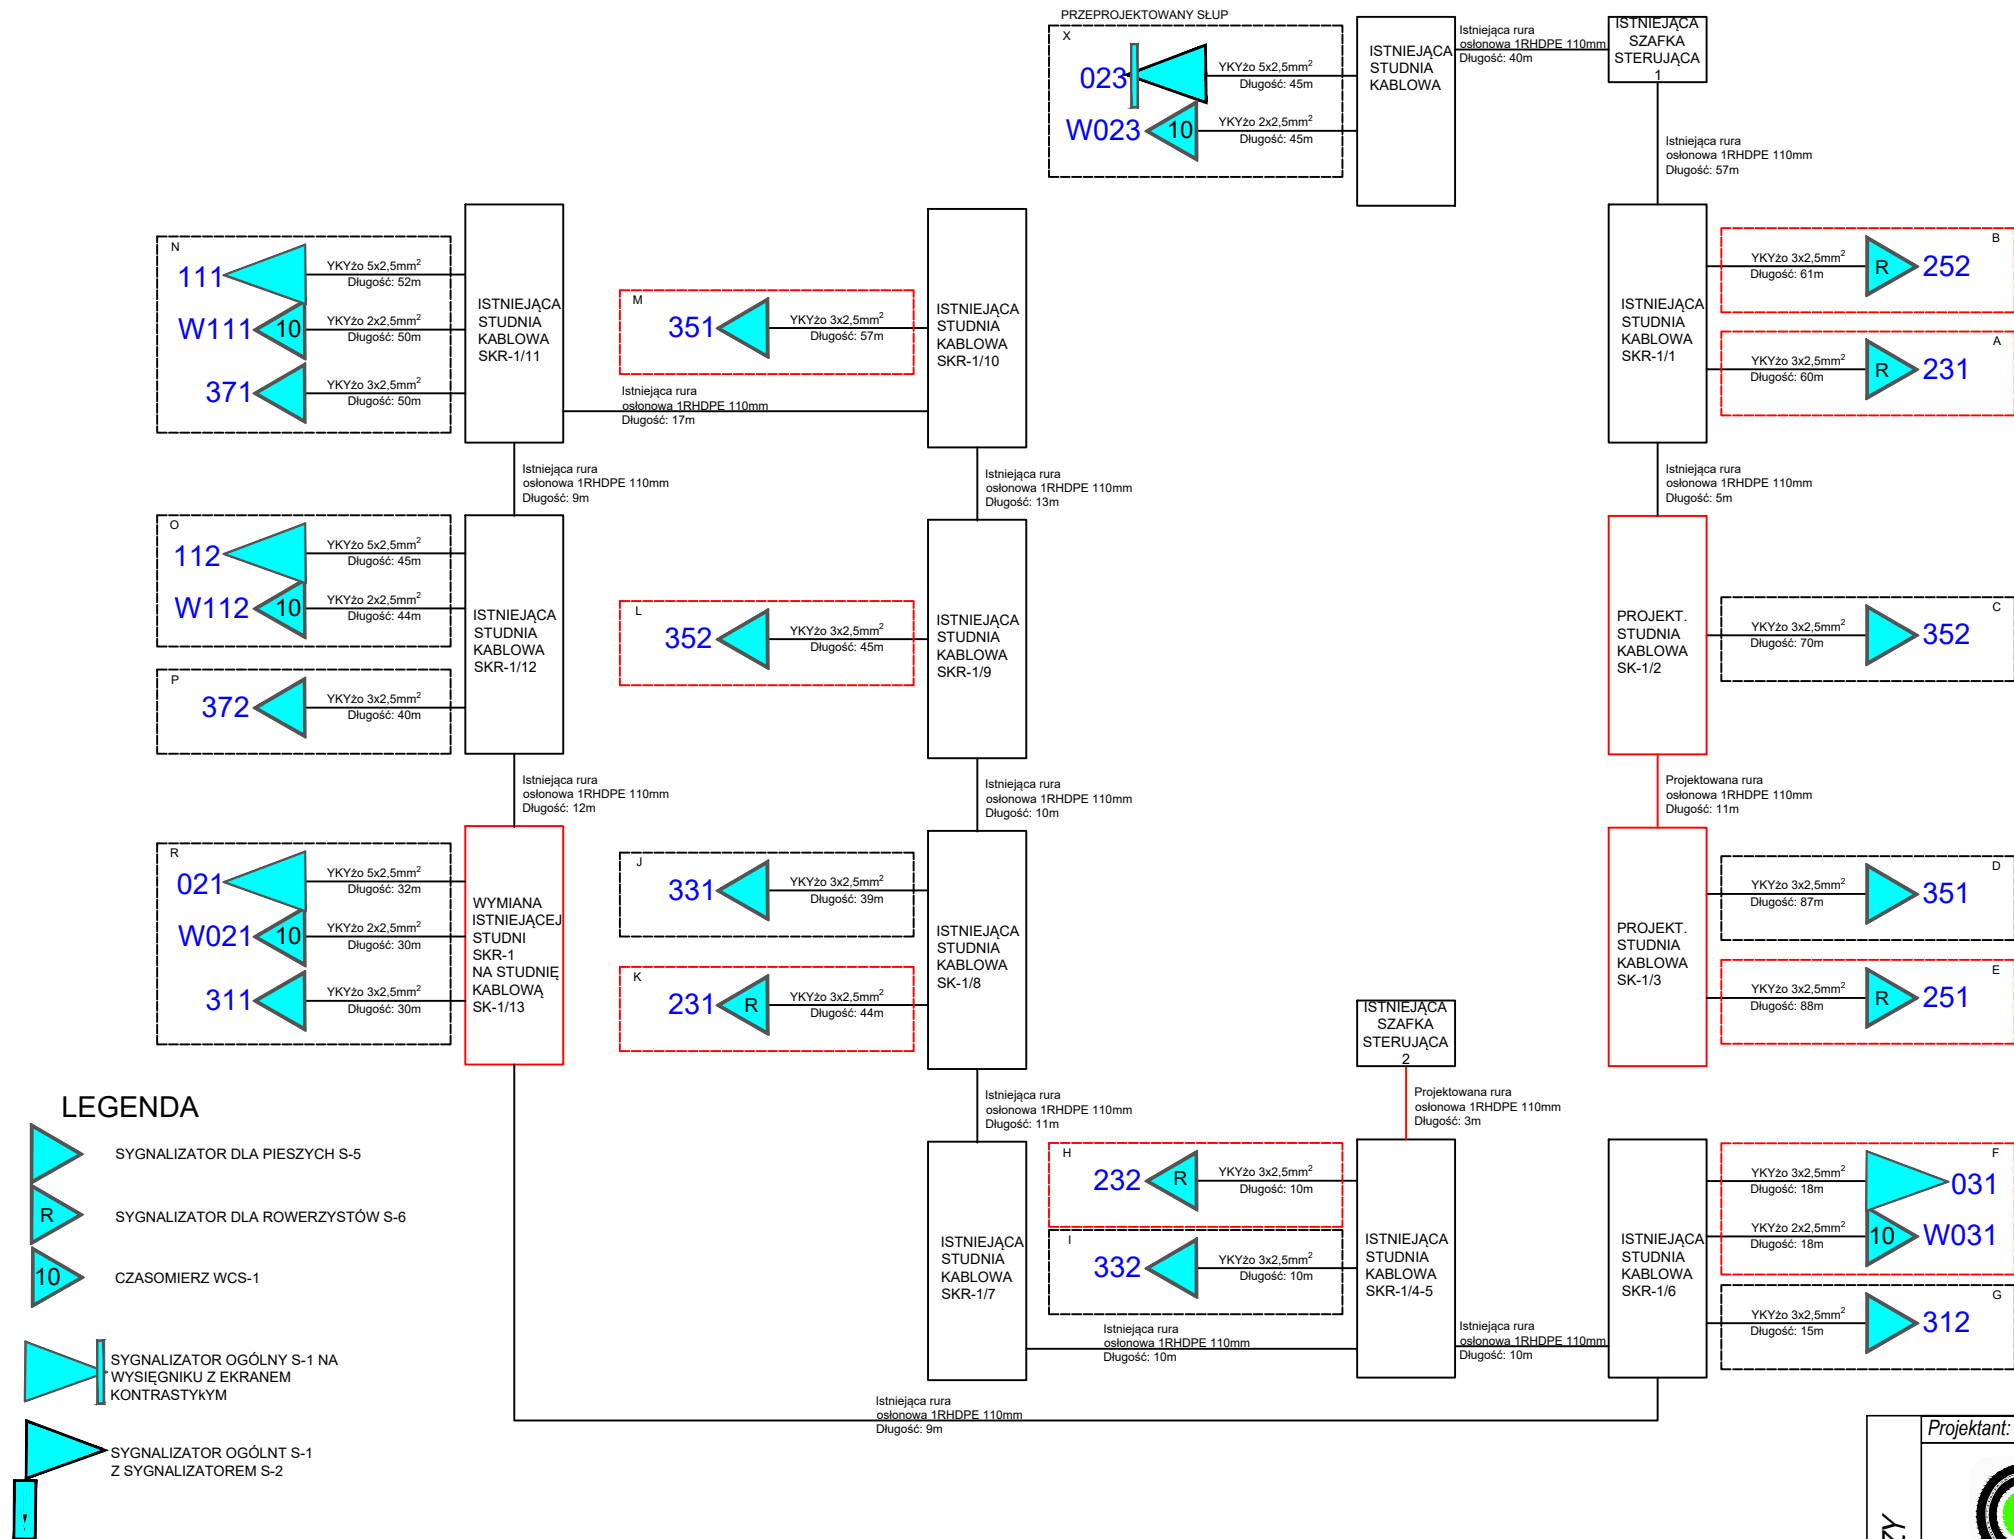 PRZEPROJEKTOWANY SŁUP
X
023
YKYżo 5x2,5mm²
Długość: 45m
W023
10
YKYżo 2x2,5mm²
Długość: 45m
ISTNIEJĄCA
STUDNIA
KABLOWA
Istniejąca rura
osłonowa 1RHDPE 110mm
Długość: 40m
ISTNIEJĄCA
SZAFKA
STERUJĄCA
1
Istniejąca rura
osłonowa 1RHDPE 110mm
Długość: 57m
N
111
YKYżo 5x2,5mm²
Długość: 52m
W111
10
YKYżo 2x2,5mm²
Długość: 50m
371
YKYżo 3x2,5mm²
Długość: 50m
ISTNIEJĄCA
STUDNIA
KABLOWA
SKR-1/11
M
351
YKYżo 3x2,5mm²
Długość: 57m
Istniejąca rura
osłonowa 1RHDPE 110mm
Długość: 17m
ISTNIEJĄCA
STUDNIA
KABLOWA
SKR-1/10
ISTNIEJĄCA
STUDNIA
KABLOWA
SKR-1/1
B
YKYżo 3x2,5mm²
Długość: 61m
R
252
A
YKYżo 3x2,5mm²
Długość: 60m
R
231
Istniejąca rura
osłonowa 1RHDPE 110mm
Długość: 9m
Istniejąca rura
osłonowa 1RHDPE 110mm
Długość: 13m
Istniejąca rura
osłonowa 1RHDPE 110mm
Długość: 5m
O
112
YKYżo 5x2,5mm²
Długość: 45m
W112
10
YKYżo 2x2,5mm²
Długość: 44m
P
372
YKYżo 3x2,5mm²
Długość: 40m
ISTNIEJĄCA
STUDNIA
KABLOWA
SKR-1/12
L
352
YKYżo 3x2,5mm²
Długość: 45m
ISTNIEJĄCA
STUDNIA
KABLOWA
SKR-1/9
PROJEKT.
STUDNIA
KABLOWA
SK-1/2
C
YKYżo 3x2,5mm²
Długość: 70m
352
Istniejąca rura
osłonowa 1RHDPE 110mm
Długość: 12m
Istniejąca rura
osłonowa 1RHDPE 110mm
Długość: 10m
Projektowana rura
osłonowa 1RHDPE 110mm
Długość: 11m
R
021
YKYżo 5x2,5mm²
Długość: 32m
W021
10
YKYżo 2x2,5mm²
Długość: 30m
311
YKYżo 3x2,5mm²
Długość: 30m
WYMIANA
ISTNIEJĄCEJ
STUDNI
SKR-1
NA STUDNIĘ
KABLOWĄ
SK-1/13
J
331
YKYżo 3x2,5mm²
Długość: 39m
K
231
R
YKYżo 3x2,5mm²
Długość: 44m
ISTNIEJĄCA
STUDNIA
KABLOWA
SK-1/8
PROJEKT.
STUDNIA
KABLOWA
SK-1/3
D
YKYżo 3x2,5mm²
Długość: 87m
351
E
YKYżo 3x2,5mm²
Długość: 88m
R
251
ISTNIEJĄCA
SZAFKA
STERUJĄCA
2
Projektowana rura
osłonowa 1RHDPE 110mm
Długość: 3m
Istniejąca rura
osłonowa 1RHDPE 110mm
Długość: 11m
ISTNIEJĄCA
STUDNIA
KABLOWA
SKR-1/7
H
232
R
YKYżo 3x2,5mm²
Długość: 10m
I
332
YKYżo 3x2,5mm²
Długość: 10m
ISTNIEJĄCA
STUDNIA
KABLOWA
SKR-1/4-5
ISTNIEJĄCA
STUDNIA
KABLOWA
SKR-1/6
F
YKYżo 3x2,5mm²
Długość: 18m
031
YKYżo 2x2,5mm²
Długość: 18m
10
W031
G
YKYżo 3x2,5mm²
Długość: 15m
312
Istniejąca rura
osłonowa 1RHDPE 110mm
Długość: 10m
Istniejąca rura
osłonowa 1RHDPE 110mm
Długość: 10m
Istniejąca rura
osłonowa 1RHDPE 110mm
Długość: 9m
LEGENDA
SYGNALIZATOR DLA PIESZYCH S-5
R
SYGNALIZATOR DLA ROWERZYSTÓW S-6
10
CZASOMIERZ WCS-1
SYGNALIZATOR OGÓLNY S-1 NA
WYSIĘGNIKU Z EKRANEM
KONTRASTYkYM
SYGNALIZATOR OGÓLNT S-1
Z SYGNALIZATOREM S-2
Projektant: